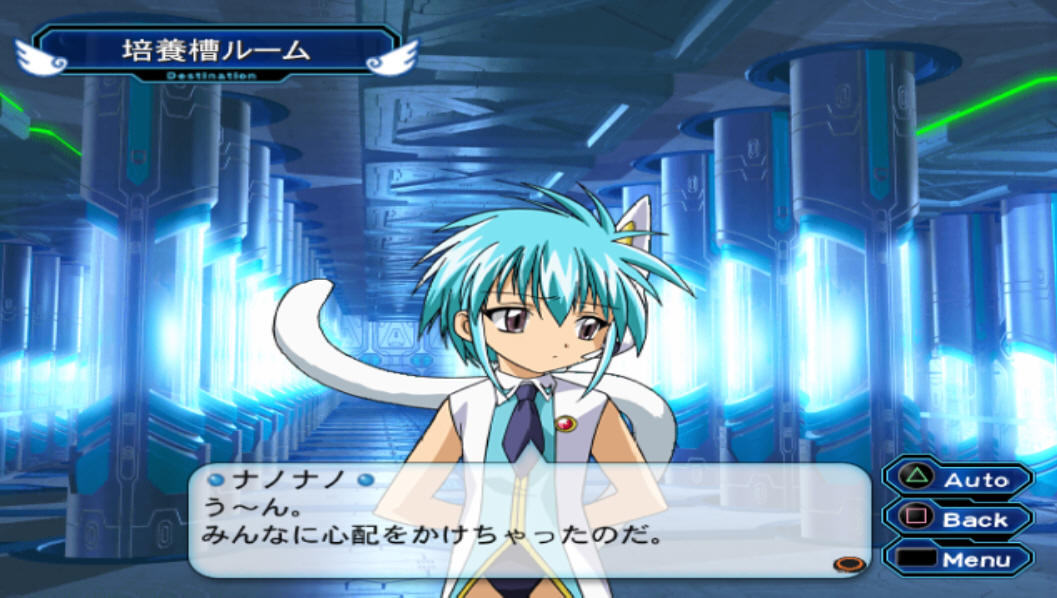 培養槽ルーム
Destination
ナノナノ
う～ん。
みんなに心配をかけちゃったのだ。
Auto
Back
Menu